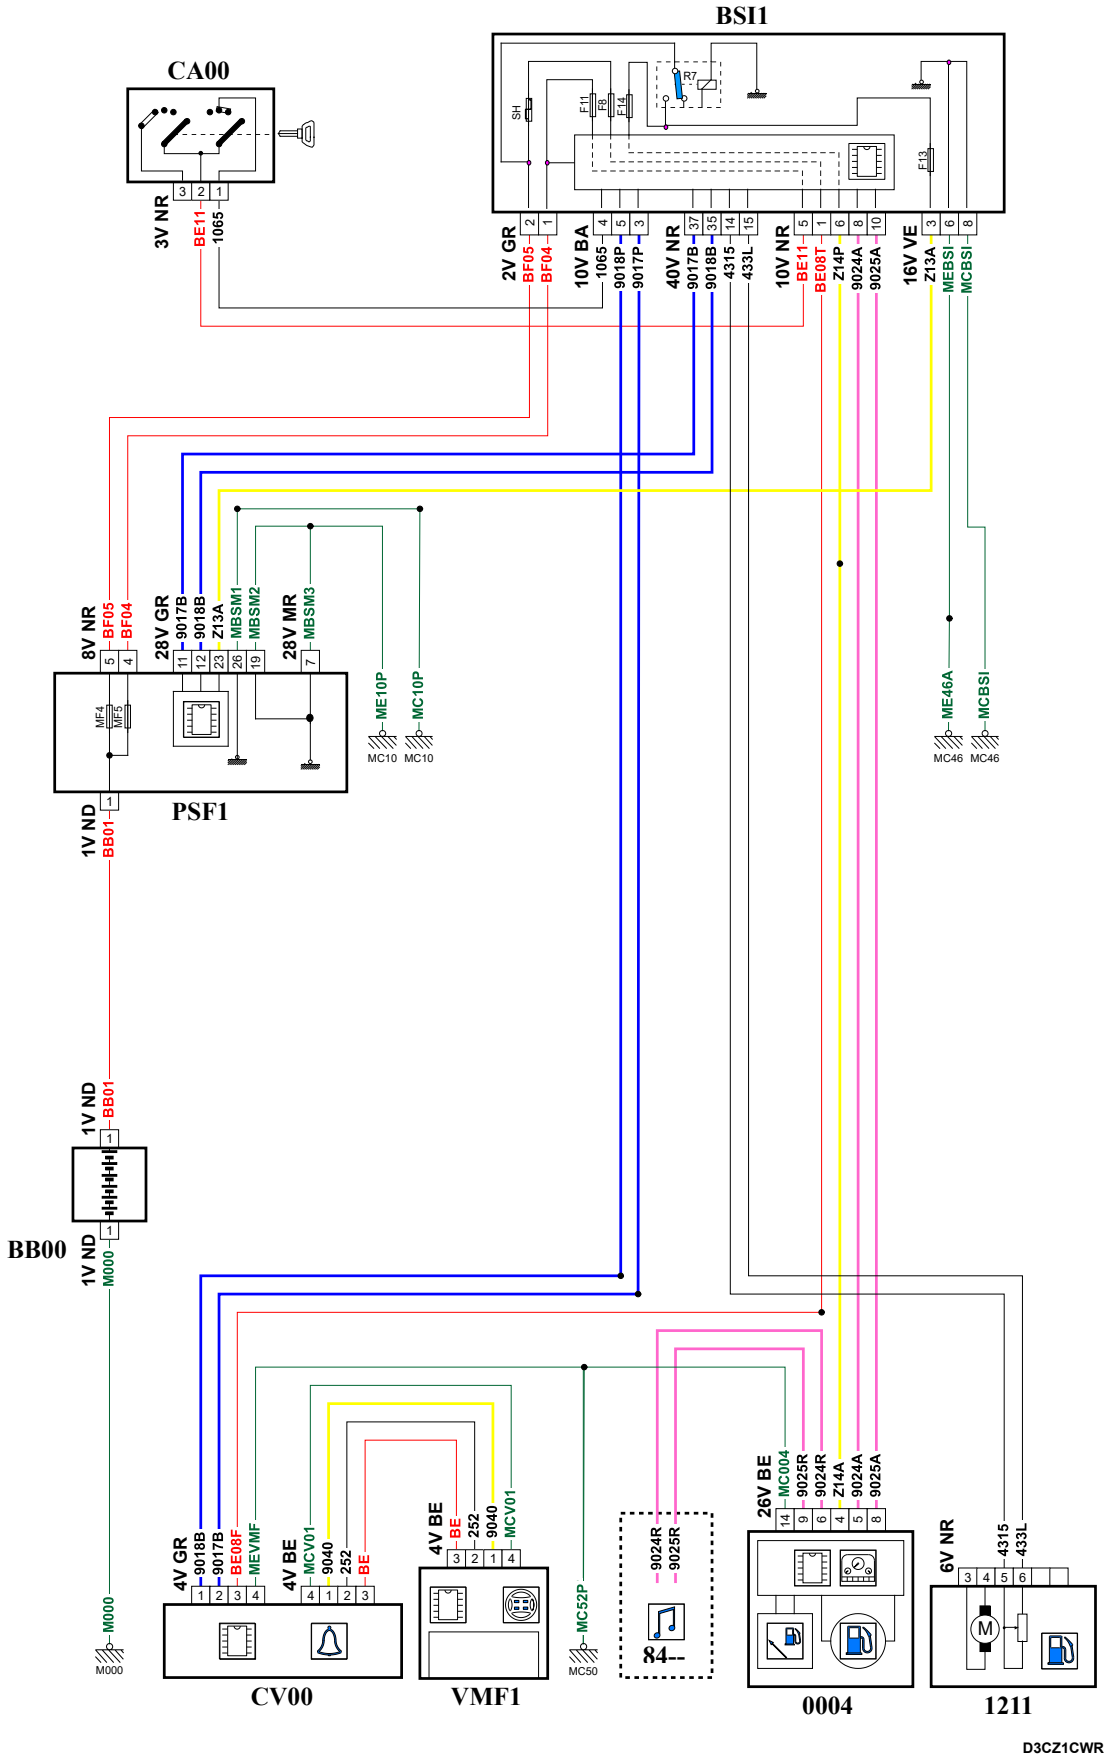 BSI1
CA00
R7
SH
F11
F8
F14
F13
3 2 1
3V NR
BE11
1065
2 1
2V GR
BF05
BF04
4 5 3
10V BA
1065
9018P
9017P
37 35 14 15
40V NR
9017B
9018B
4315
433L
5 1 6 8 10
10V NR
BE11
BE08T
Z14P
9024A
9025A
3 6 8
16V VE
Z13A
MEBSI
MCBSI
8V NR
BF05
BF04
28V GR
9017B
9018B
Z13A
MBSM1
MBSM2
28V MR
MBSM3
5 4 11 12 23 26 19 7
MF4
MF5
ME10P
MC10P
MC10 MC10
ME46A
MCBSI
MC46 MC46
PSF1
1
1V ND
BB01
1V ND
BB01
1
BB00
1
1V ND
M000
M000
M000
4V GR
9018B
9017B
BE08F
MEVMF
4V BE
MCV01
9040
252
BE
1 2 3 4 4 1 2 3
CV00
4V BE
BE
252
9040
MCV01
3 2 1 4
VMF1
MC52P
MC50
9024R
9025R
84--
26V BE
MC004
9025R
9024R
Z14A
9024A
9025A
14 9 6 4 5 8
0004
6V NR
4315
433L
3 4 5 6
M
1211
D3CZ1CWR